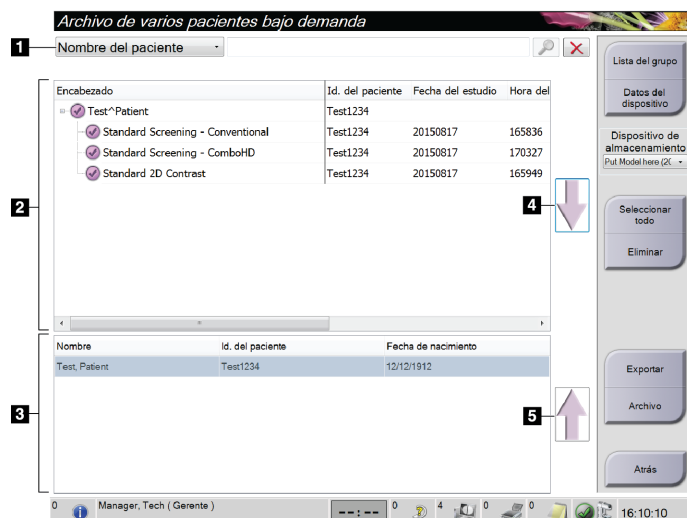 Archivo de varios pacientes bajo demanda
1
Nombre del paciente
Lista del grupo
Datos del
dispositivo
Dispositivo de
almacenamiento
Put Model here (2(
2
Encabezado Id. del paciente Fecha del estudio Hora del
Test^Patient Test1234
Standard Screening - Conventional Test1234 20150817 165836
Standard Screening - ComboHD Test1234 20150817 170327
Standard 2D Contrast Test1234 20150817 165949
4
Seleccionar
todo
Eliminar
3
Nombre Id. del paciente Fecha de nacimiento
Test, Patient Test1234 12/12/1912
5
Exportar
Archivo
Atrás
0 Manager, Tech ( Gerente ) --:-- 0 4 0 0 16:10:10